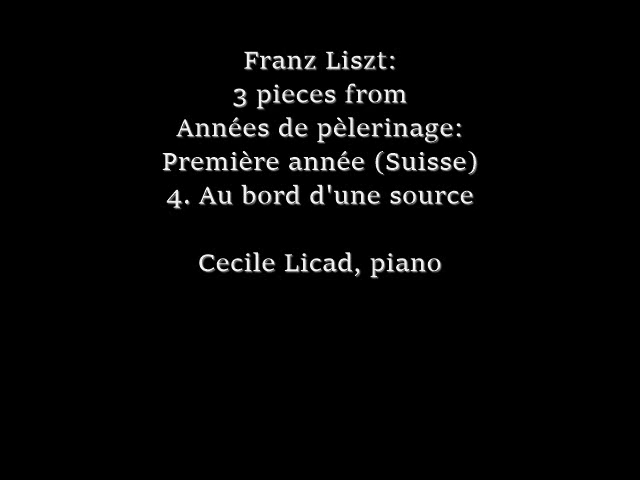 Franz Liszt:
3 pieces from
Années de pèlerinage:
Première année (Suisse)
4. Au bord d'une source
Cecile Licad, piano